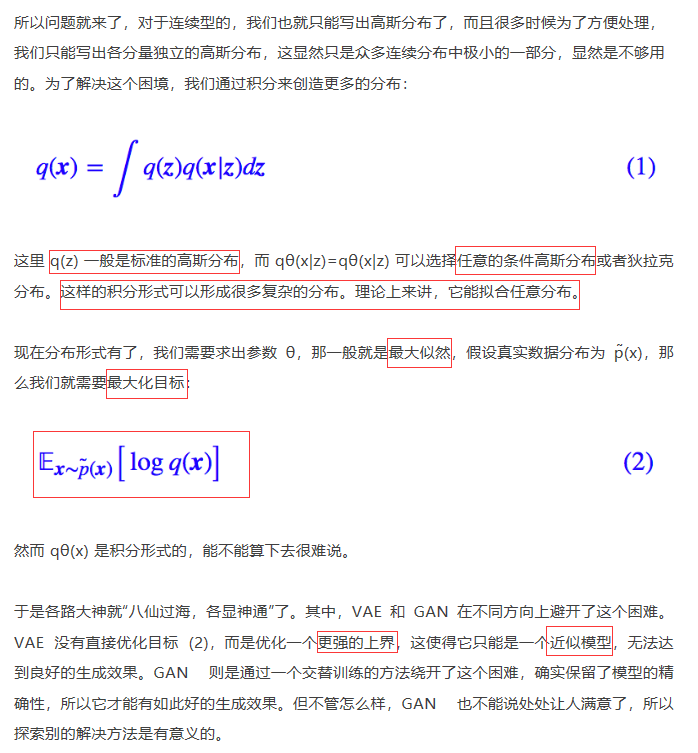 所以问题就来了，对于连续型的，我们也就只能写出高斯分布了，而且很多时候为了方便处理，
我们只能写出各分量独立的高斯分布，这显然只是众多连续分布中极小的一部分，显然是不够用
的。为了解决这个困境，我们通过积分来创造更多的分布：
q(x) = ∫ q(z)q(x|z)dz (1)
这里 q(z) 一般是标准的高斯分布，而 qθ(x|z)=qθ(x|z) 可以选择任意的条件高斯分布或者狄拉克
分布。这样的积分形式可以形成很多复杂的分布。理论上来讲，它能拟合任意分布。
现在分布形式有了，我们需要求出参数 θ，那一般就是最大似然，假设真实数据分布为 p̃(x)，那
么我们就需要最大化目标：
𝔼x∼p̃(x)[log q(x)] (2)
然而 qθ(x) 是积分形式的，能不能算下去很难说。
于是各路大神就“八仙过海，各显神通”了。其中，VAE 和 GAN 在不同方向上避开了这个困难。
VAE 没有直接优化目标 (2)，而是优化一个更强的上界，这使得它只能是一个近似模型，无法达
到良好的生成效果。GAN 则是通过一个交替训练的方法绕开了这个困难，确实保留了模型的精
确性，所以它才能有如此好的生成效果。但不管怎么样，GAN 也不能说处处让人满意了，所以
探索别的解决方法是有意义的。